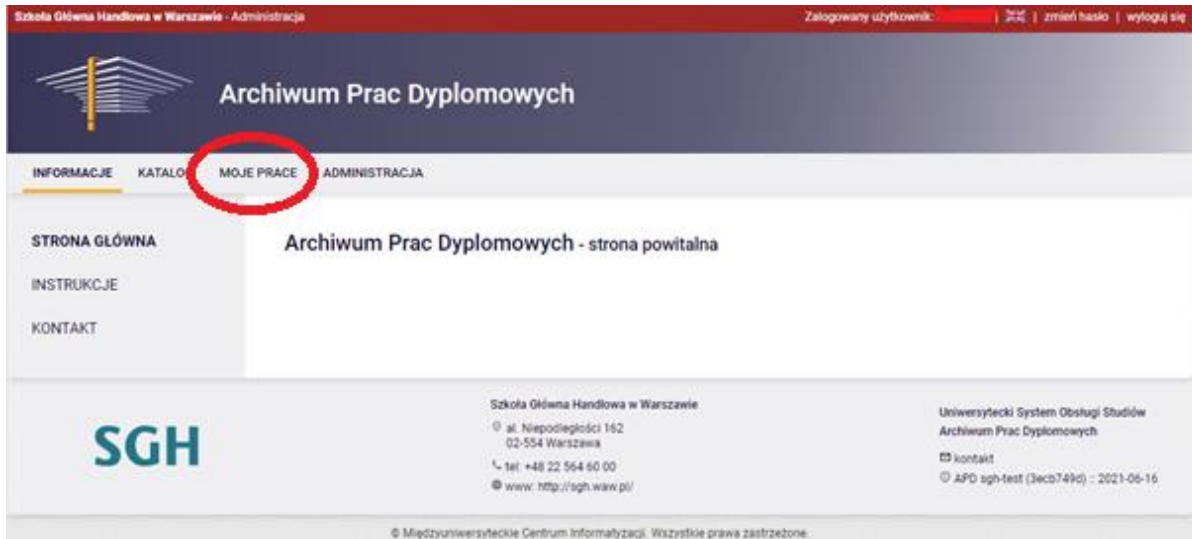 Szkoła Główna Handlowa w Warszawie - Administracja
Zalogowany użytkownik: | zmień hasło | wyloguj się
Archiwum Prac Dyplomowych
INFORMACJE KATALO MOJE PRACE ADMINISTRACJA
STRONA GŁÓWNA
INSTRUKCJE
KONTAKT
Archiwum Prac Dyplomowych - strona powitalna
SGH
Szkoła Główna Handlowa w Warszawie
al. Niepodległości 162
02-554 Warszawa
tel: +48 22 564 60 00
www: http://sgh.waw.pl/
Uniwersytecki System Obsługi Studiów
Archiwum Prac Dyplomowych
kontakt
APD sgh-test (3ecb749d) :: 2021-06-16
© Międzyuniwersyteckie Centrum Informatyzacji. Wszystkie prawa zastrzeżone.